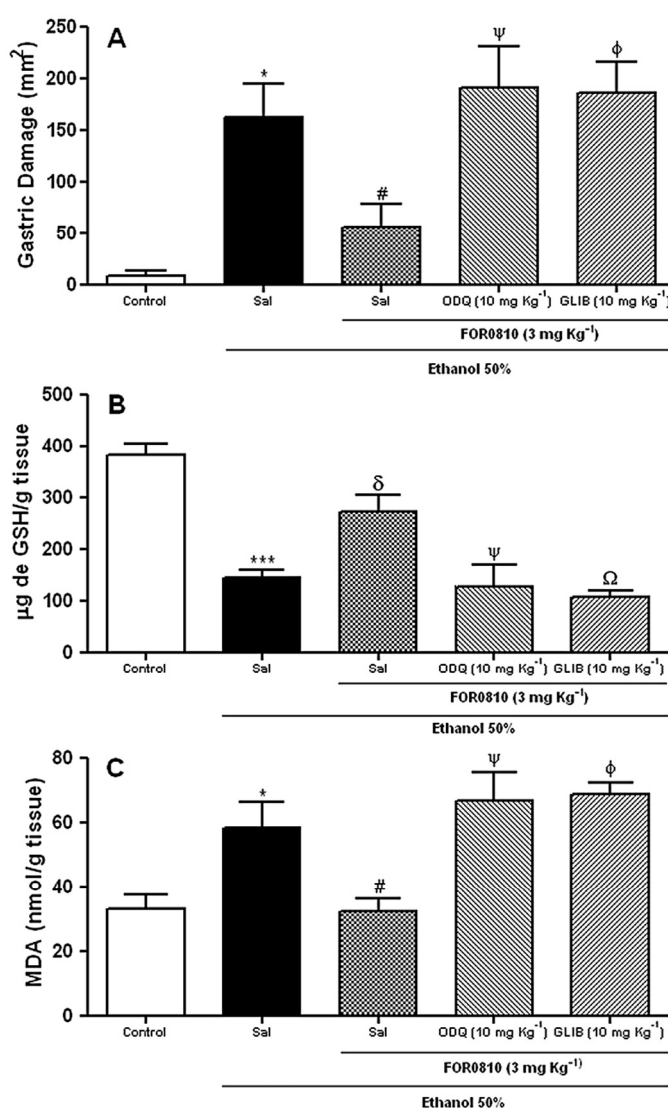 A
Gastric Damage (mm²)
250
200
150
100
50
0
*
#
ψ
ϕ
Control
Sal
Sal
ODQ (10 mg Kg⁻¹)
GLIB (10 mg Kg⁻¹)
FOR0810 (3 mg Kg⁻¹)
Ethanol 50%
B
µg de GSH/g tissue
500
400
300
200
100
0
***
δ
ψ
Ω
Control
Sal
Sal
ODQ (10 mg Kg⁻¹)
GLIB (10 mg Kg⁻¹)
FOR0810 (3 mg Kg⁻¹)
Ethanol 50%
C
MDA (nmol/g tissue)
80
60
40
20
0
*
#
ψ
ϕ
Control
Sal
Sal
ODQ (10 mg Kg⁻¹)
GLIB (10 mg Kg⁻¹)
FOR0810 (3 mg Kg⁻¹)
Ethanol 50%